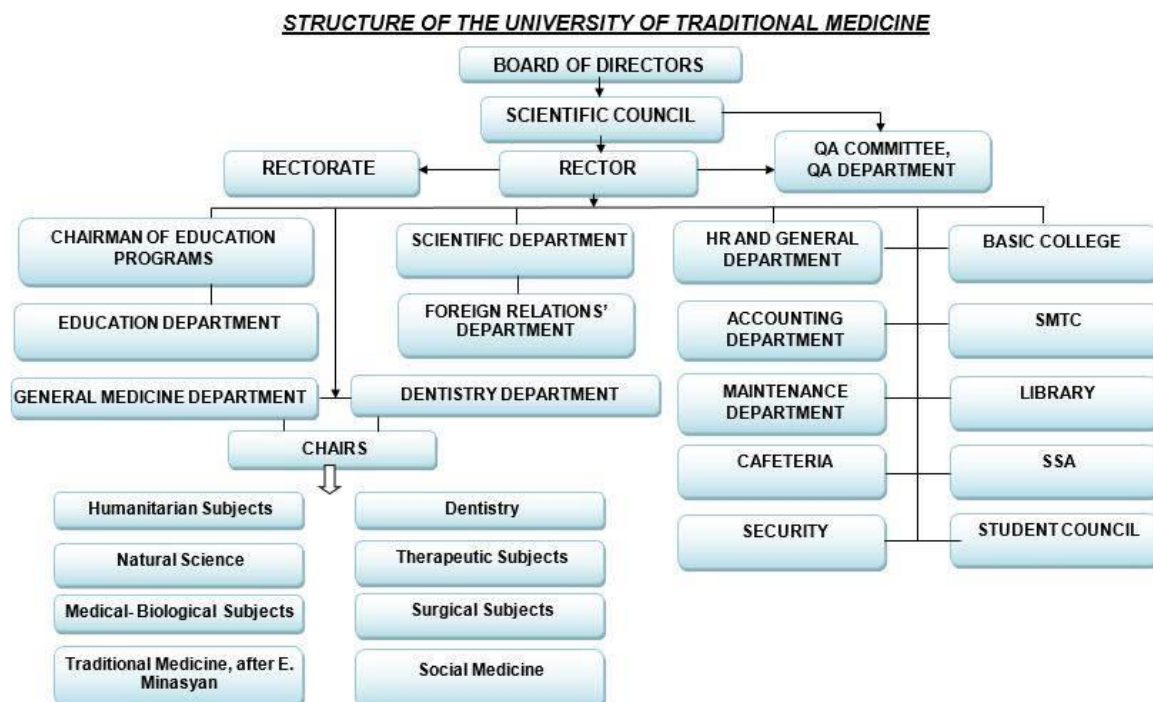 STRUCTURE OF THE UNIVERSITY OF TRADITIONAL MEDICINE
BOARD OF DIRECTORS
SCIENTIFIC COUNCIL
QA COMMITTEE,
QA DEPARTMENT
RECTORATE
RECTOR
CHAIRMAN OF EDUCATION
PROGRAMS
SCIENTIFIC DEPARTMENT
HR AND GENERAL
DEPARTMENT
BASIC COLLEGE
EDUCATION DEPARTMENT
FOREIGN RELATIONS’
DEPARTMENT
ACCOUNTING
DEPARTMENT
SMTC
GENERAL MEDICINE DEPARTMENT
DENTISTRY DEPARTMENT
MAINTENANCE
DEPARTMENT
LIBRARY
CHAIRS
CAFETERIA
SSA
Humanitarian Subjects
Dentistry
SECURITY
STUDENT COUNCIL
Natural Science
Therapeutic Subjects
Medical- Biological Subjects
Surgical Subjects
Traditional Medicine, after E.
Minasyan
Social Medicine